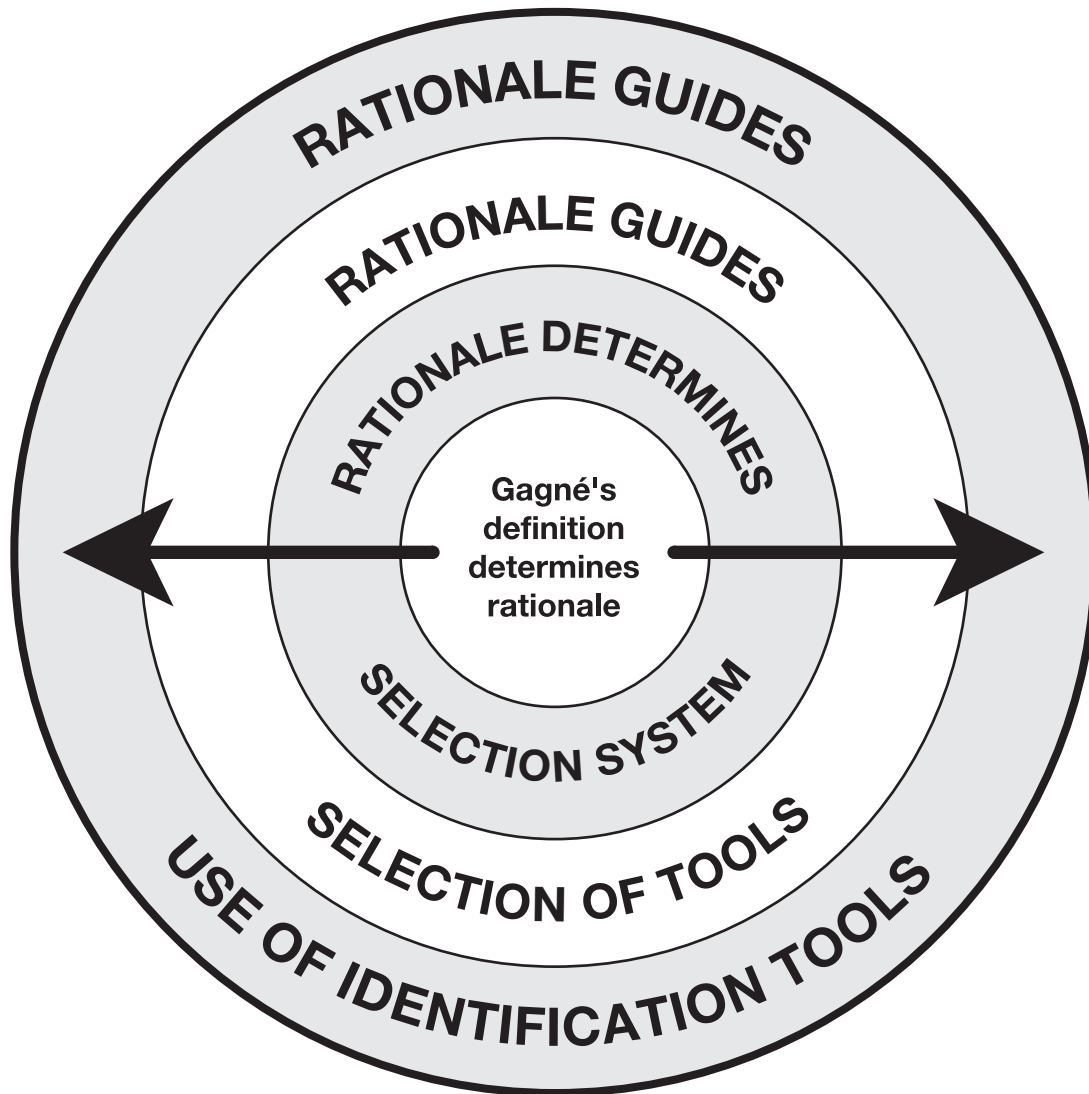 RATIONALE GUIDES
RATIONALE GUIDES
RATIONALE DETERMINES
Gagné's
definition
determines
rationale
SELECTION SYSTEM
SELECTION OF TOOLS
USE OF IDENTIFICATION TOOLS